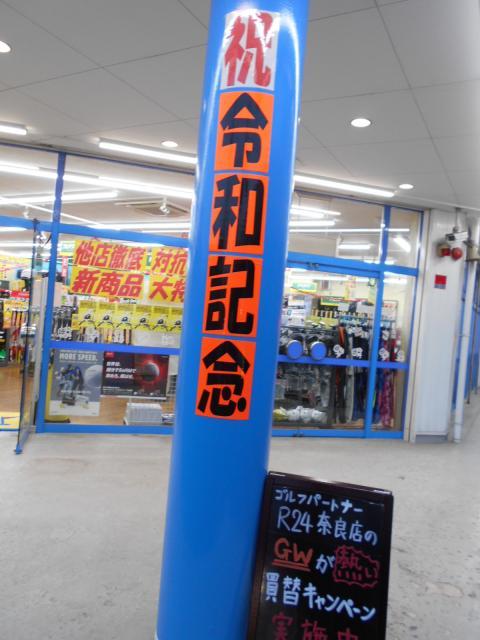 祝
令
和
記
念
他店徹底 対抗
新商品 大特
MORE SPEED.
ゴルフパートナー
R24奈良店の
GWが熱い
買替キャンペーン
実施中